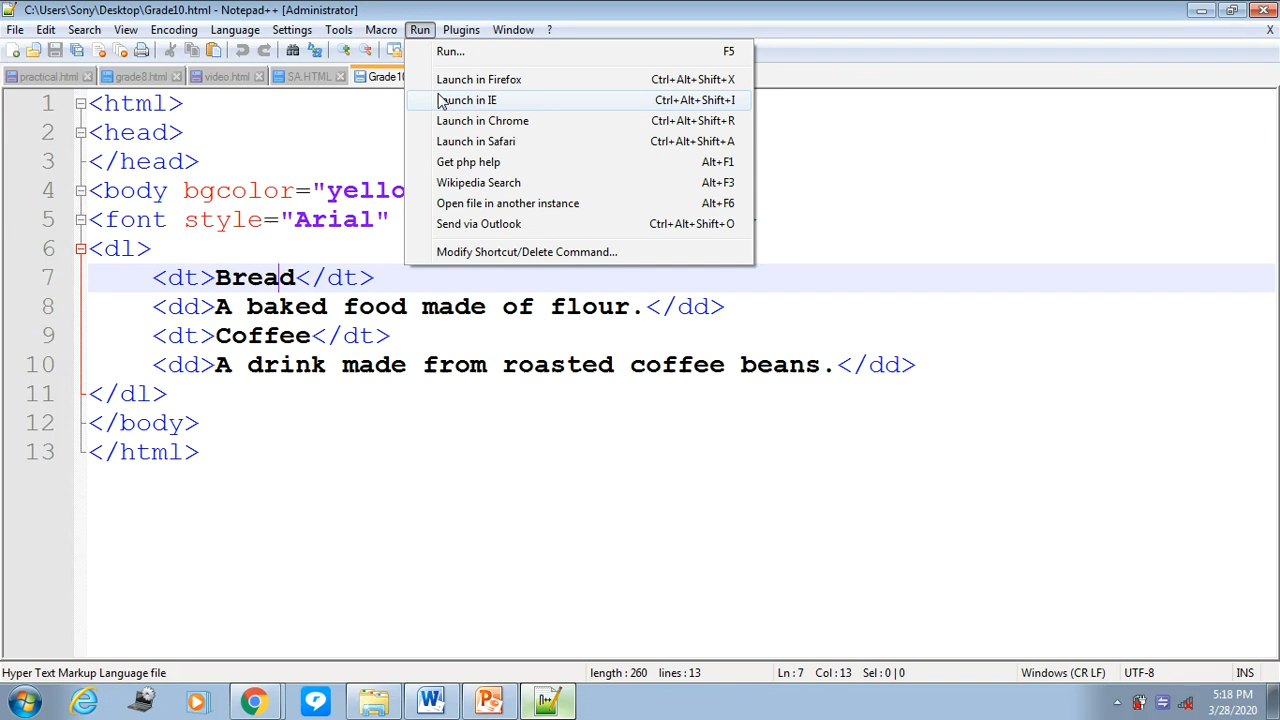 C:\Users\Sony\Desktop\Grade10.html - Notepad++ [Administrator]
File Edit Search View Encoding Language Settings Tools Macro Run Plugins Window ? X
practical.html grade8.html video.html SA.HTML
Run... F5
Launch in Firefox Ctrl+Alt+Shift+X
in IE Ctrl+Alt+Shift+I
Launch in Chrome Ctrl+Alt+Shift+R
Launch in Safari Ctrl+Alt+Shift+A
Get php help Alt+F1
Wikipedia Search Alt+F3
Open file in another instance Alt+F6
Send via Outlook Ctrl+Alt+Shift+O
Modify Shortcut/Delete Command...
1 <html>
2 <head>
3 </head>
4 <body bgcolor="yello
5 <font style="Arial"
6 <dl>
7 <dt>Bread</dt>
8 <dd>A baked food made of flour.</dd>
9 <dt>Coffee</dt>
10 <dd>A drink made from roasted coffee beans.</dd>
11 </dl>
12 </body>
13 </html>
Hyper Text Markup Language file length : 260 lines : 13 Ln : 7 Col : 13 Sel : 0 | 0 Windows (CR LF) UTF-8 INS
5:18 PM
3/28/2020